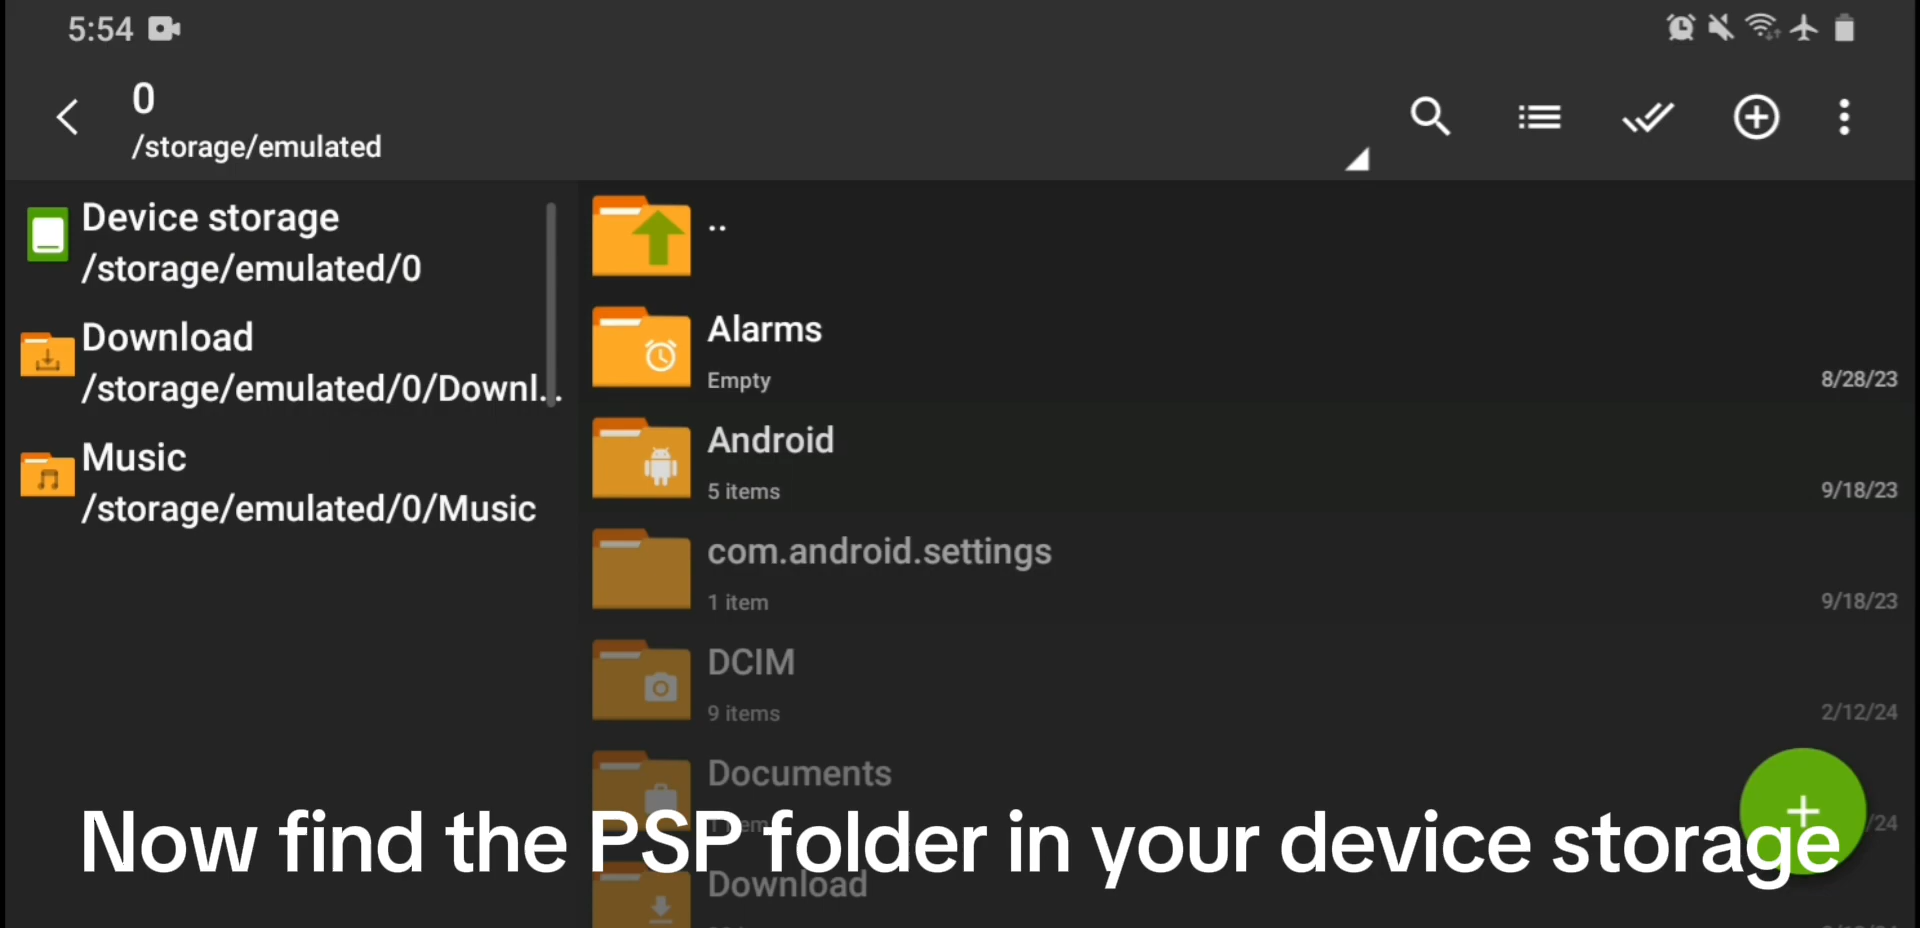 5:54
0
/storage/emulated
Device storage
/storage/emulated/0
Download
/storage/emulated/0/Downl..
Music
/storage/emulated/0/Music
..
Alarms
Empty
8/28/23
Android
5 items
9/18/23
com.android.settings
1 item
9/18/23
DCIM
9 items
2/12/24
Documents
/24
Now find the PSP folder in your device storage
Download